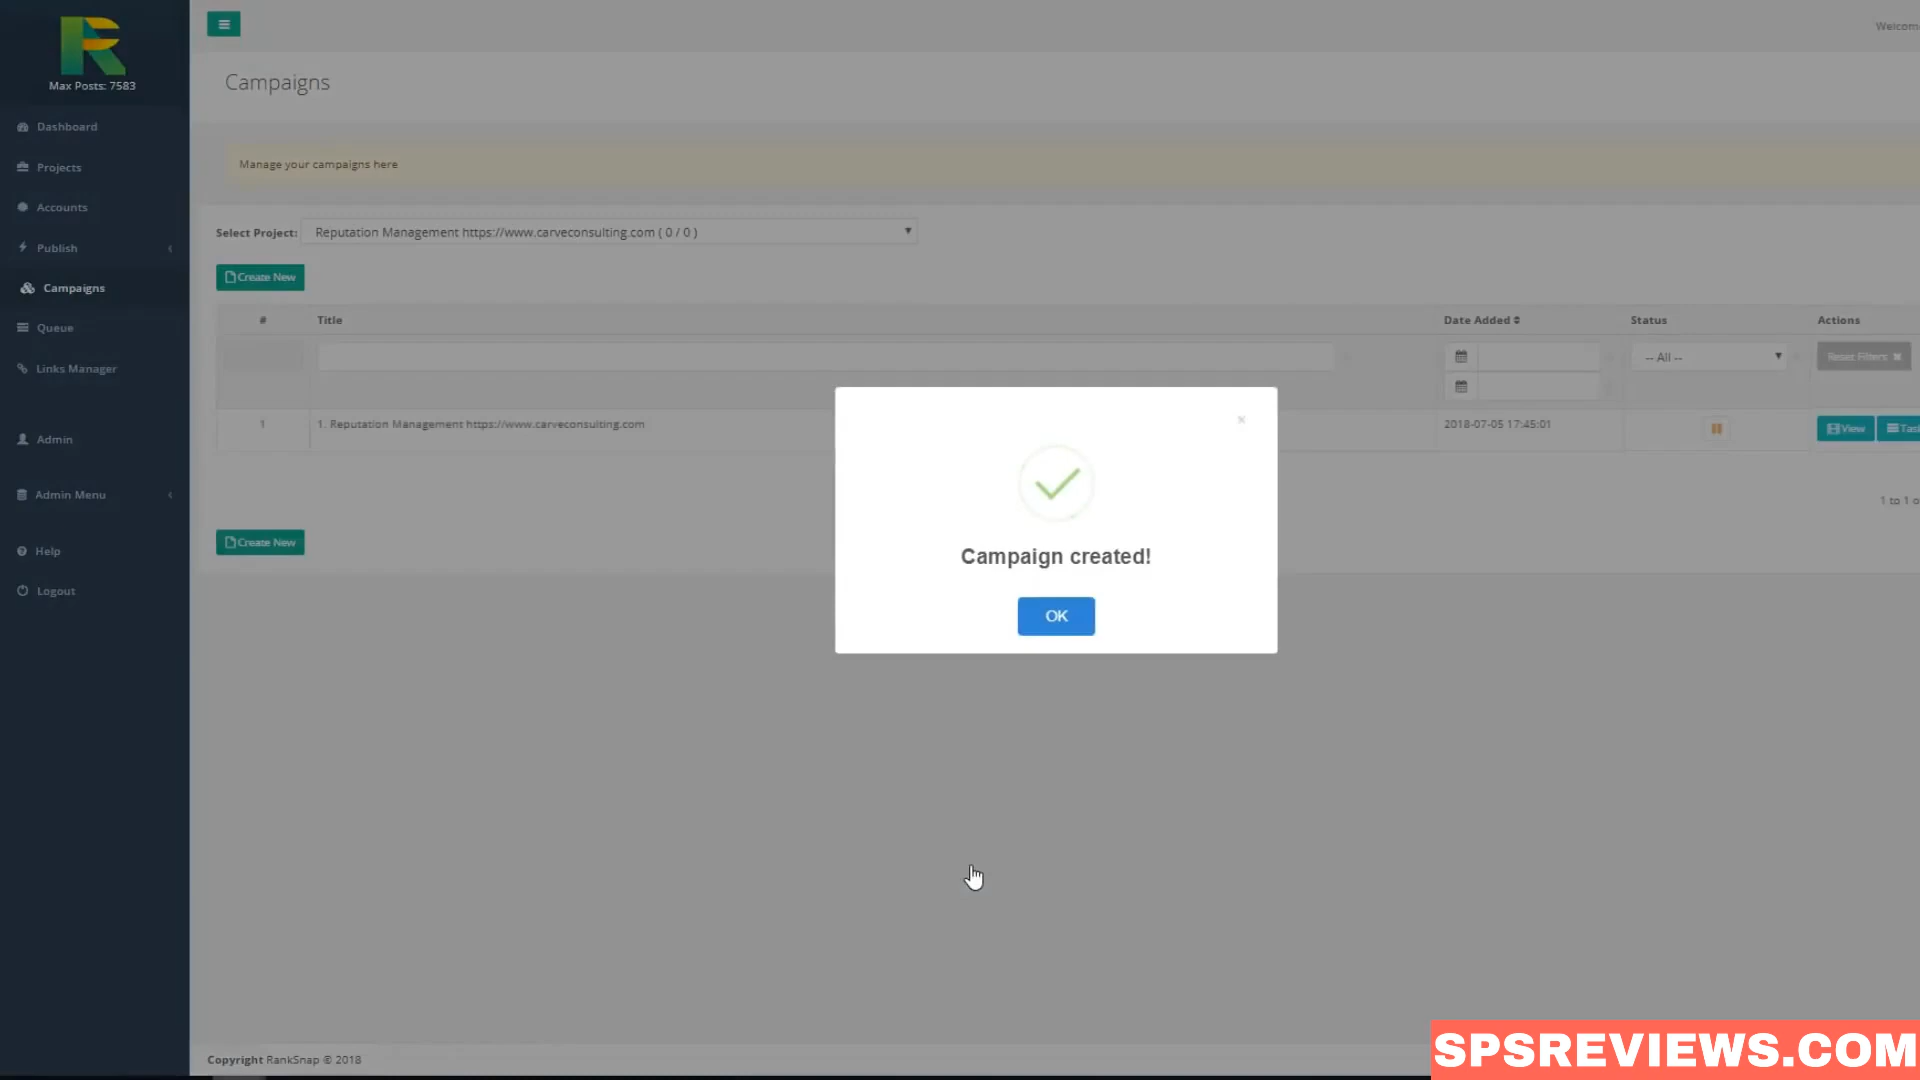 Welcom
Max Posts: 7583
Campaigns
Dashboard
Manage your campaigns here
Projects
Accounts
Select Project:
Reputation Management https://www.carveconsulting.com ( 0 / 0 )
Publish
Create New
Campaigns
# Title Date Added Status Actions
Queue
-- All --
Reset Filters
Links Manager
1 1. Reputation Management https://www.carveconsulting.com 2018-07-05 17:45:01 View Task
Admin
Admin Menu
1 to 1 o
Create New
Help
Campaign created!
Logout
OK
SPSREVIEWS.COM
Copyright RankSnap © 2018